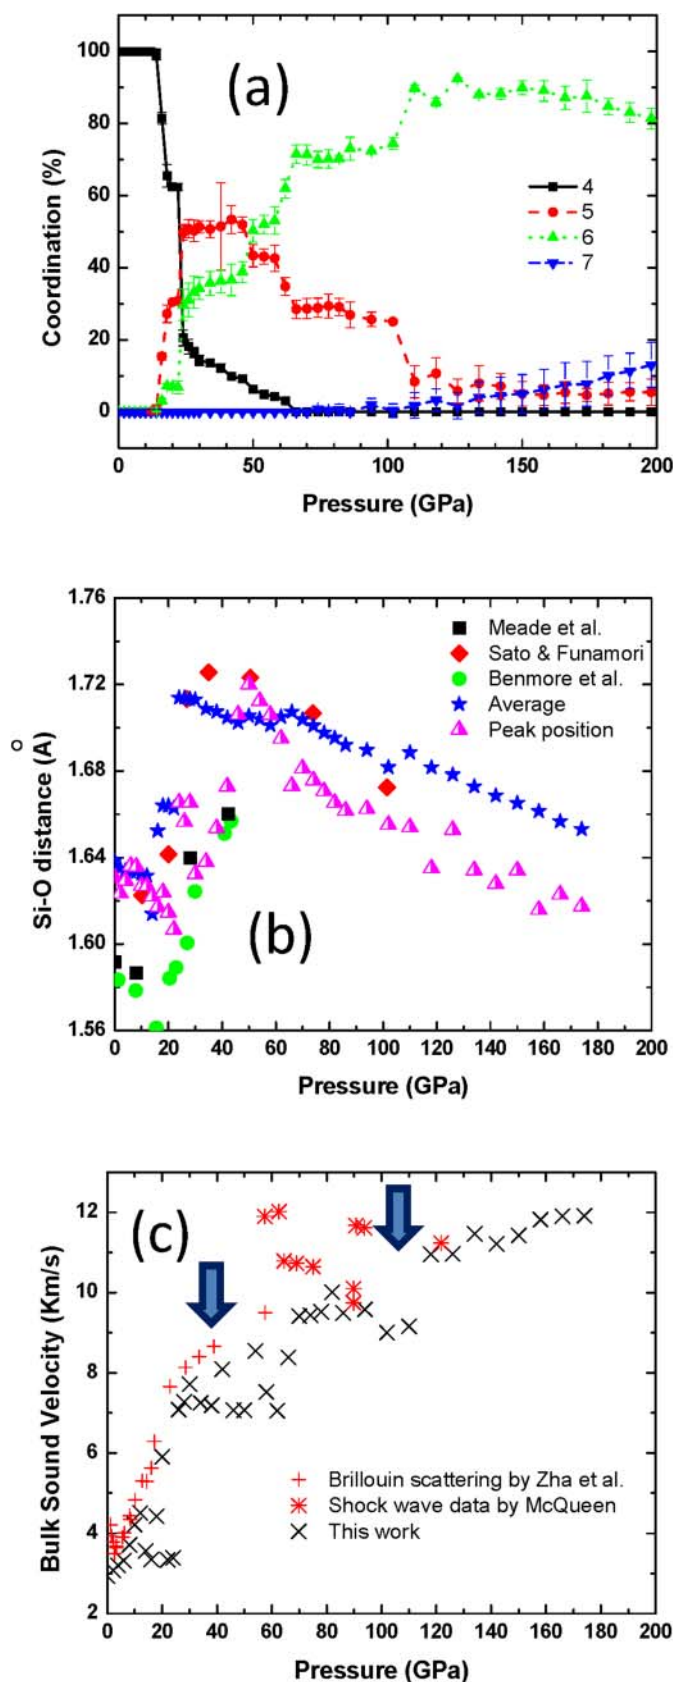 (a)
100
80
60
40
20
0
Coordination (%)
4
5
6
7
0 50 100 150 200
Pressure (GPa)
1.76
1.72
1.68
1.64
1.60
1.56
Si-O distance (Å)
Meade et al.
Sato & Funamori
Benmore et al.
Average
Peak position
(b)
0 20 40 60 80 100 120 140 160 180 200
Pressure (GPa)
(c)
12
10
8
6
4
2
Bulk Sound Velocity (Km/s)
Brillouin scattering by Zha et al.
Shock wave data by McQueen
This work
0 20 40 60 80 100 120 140 160 180 200
Pressure (GPa)